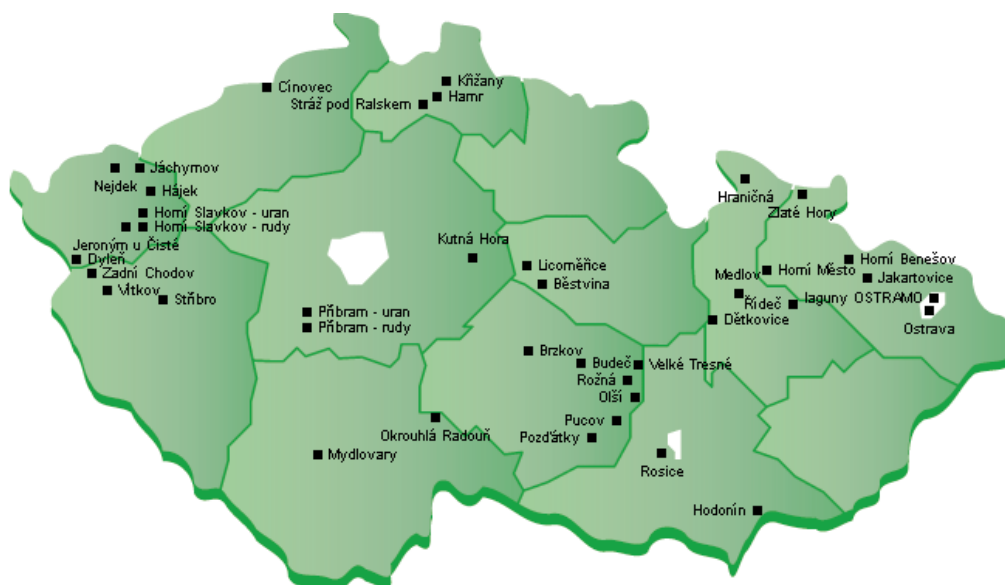 Cínovec
Křižany
Hamr
Stráž pod Ralskem
Jáchymov
Nejdek
Hájek
Horní Slavkov - uran
Horní Slavkov - rudy
Jeroným u Čisté
Dyleň
Zadní Chodov
Vítkov
Stříbro
Hraničná
Zlaté Hory
Kutná Hora
Licoměřice
Běstvina
Horní Benešov
Horní Město
Jakartovice
Medlov
Řídeč
laguny OSTRAMO
Ostrava
Dětkovice
Příbram - uran
Příbram - rudy
Brzkov
Budeč
Velké Tresné
Rožná
Olší
Pucov
Pozďátky
Okrouhlá Radouň
Mydlovary
Rosice
Hodonín